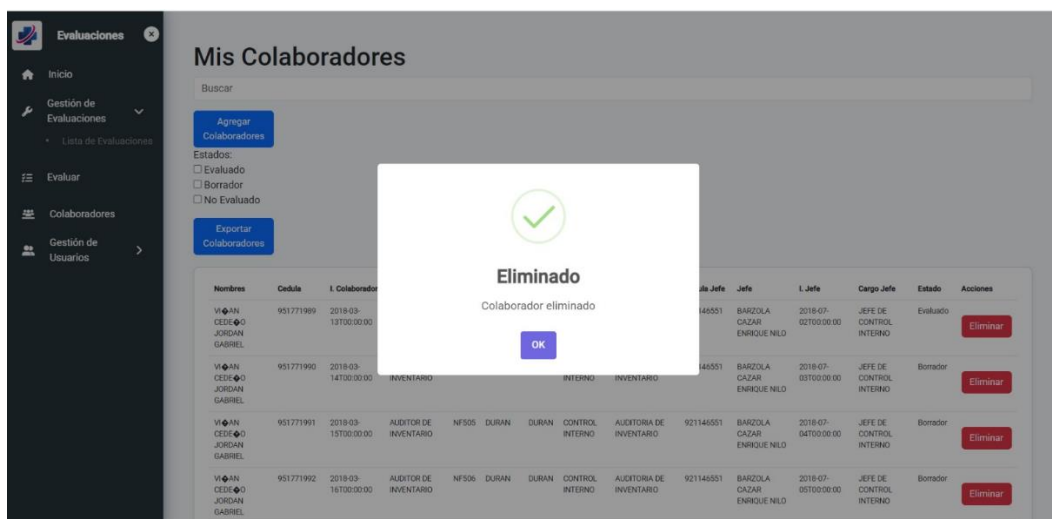 Evaluaciones
Inicio
Gestión de
Evaluaciones
Lista de Evaluaciones
Evaluar
Colaboradores
Gestión de
Usuarios
Mis Colaboradores
Buscar
Agregar
Colaboradores
Estados:
Evaluado
Borrador
No Evaluado
Exportar
Colaboradores
Eliminado
Colaborador eliminado
OK
Nombres Cedula I. Colaborador ula Jefe Jefe I. Jefe Cargo Jefe Estado Acciones
VI�AN 951771989 2018-03- 146551 BARZOLA 2018-07- JEFE DE Evaluado
CEDE�O 13T00:00:00 CAZAR 02T00:00:00 CONTROL
JORDAN ENRIQUE NILO INTERNO Eliminar
GABRIEL
VI�AN 951771990 2018-03- 146551 BARZOLA 2018-07- JEFE DE Borrador
CEDE�O 14T00:00:00 INVENTARIO INTERNO INVENTARIO CAZAR 03T00:00:00 CONTROL
JORDAN ENRIQUE NILO INTERNO Eliminar
GABRIEL
VI�AN 951771991 2018-03- AUDITOR DE NF505 DURAN DURAN CONTROL AUDITORIA DE 921146551 BARZOLA 2018-07- JEFE DE Borrador
CEDE�O 15T00:00:00 INVENTARIO INTERNO INVENTARIO CAZAR 04T00:00:00 CONTROL
JORDAN ENRIQUE NILO INTERNO Eliminar
GABRIEL
VI�AN 951771992 2018-03- AUDITOR DE NF506 DURAN DURAN CONTROL AUDITORIA DE 921146551 BARZOLA 2018-07- JEFE DE Borrador
CEDE�O 16T00:00:00 INVENTARIO INTERNO INVENTARIO CAZAR 05T00:00:00 CONTROL
JORDAN ENRIQUE NILO INTERNO Eliminar
GABRIEL